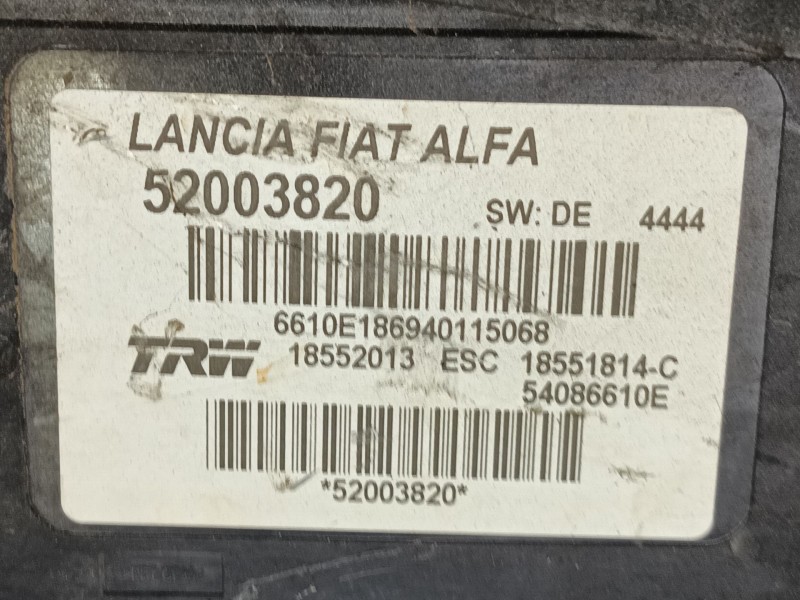 LANCIA FIAT ALFA
52003820 SW: DE 4444
6610E186940115068
TRW 18552013 ESC 18551814-C
54086610E
*52003820*